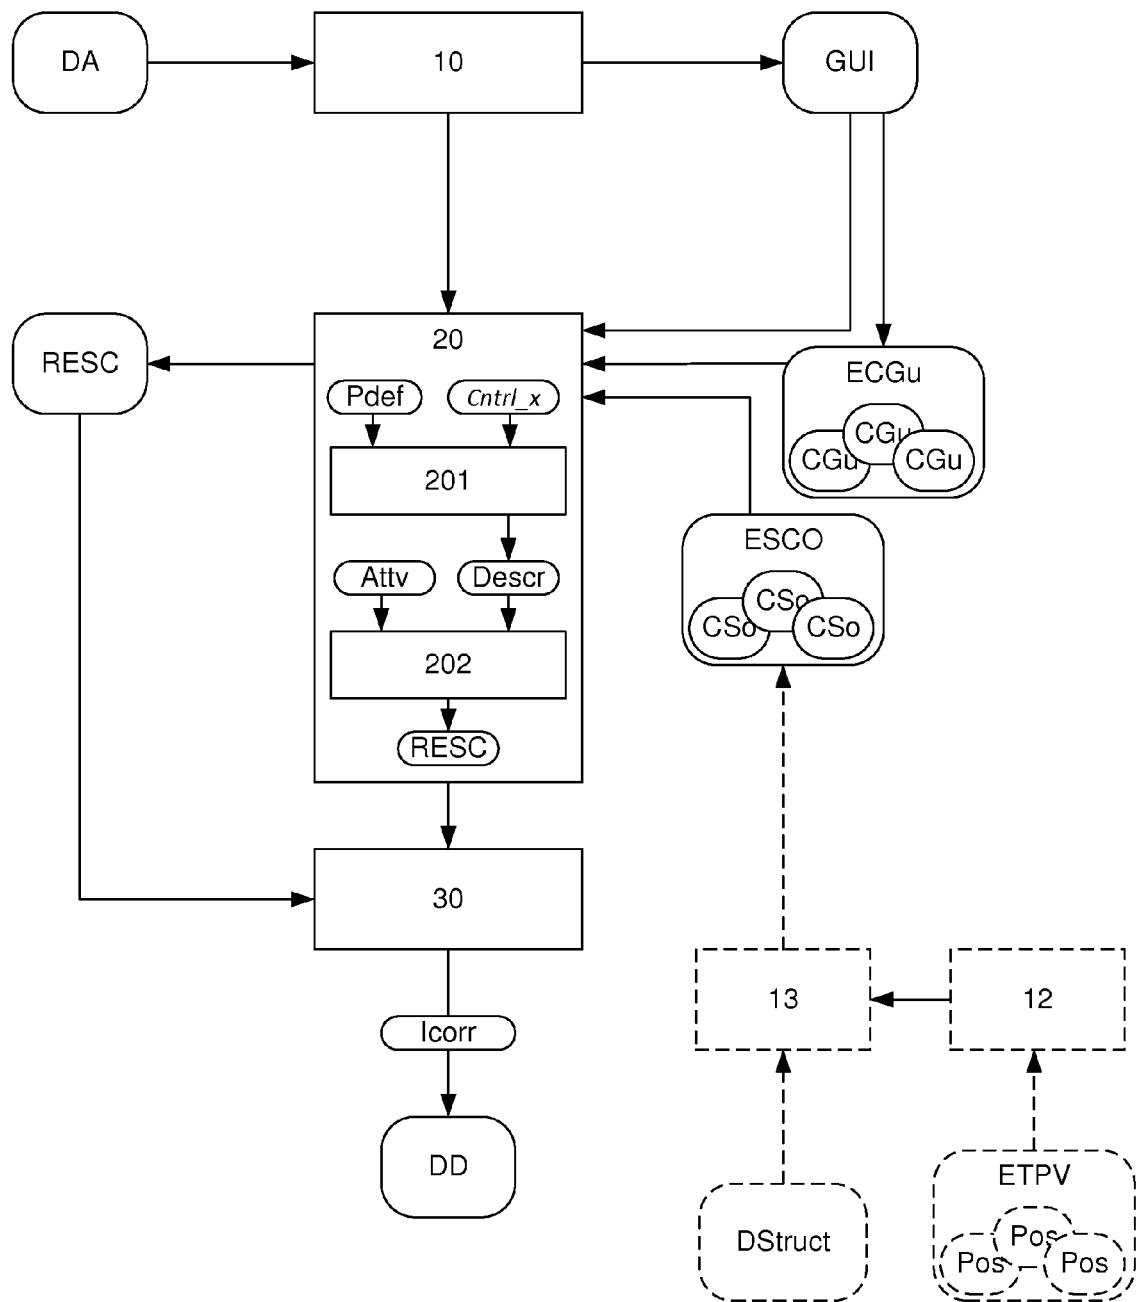 DA
10
GUI
20
RESC
ECGu
Pdef
Cntrl_x
CGu
CGu
CGu
201
ESCO
Attv
Descr
CSo
CSo
CSo
202
RESC
30
13
12
Icorr
DD
ETPV
DStruct
Pos
Pos
Pos